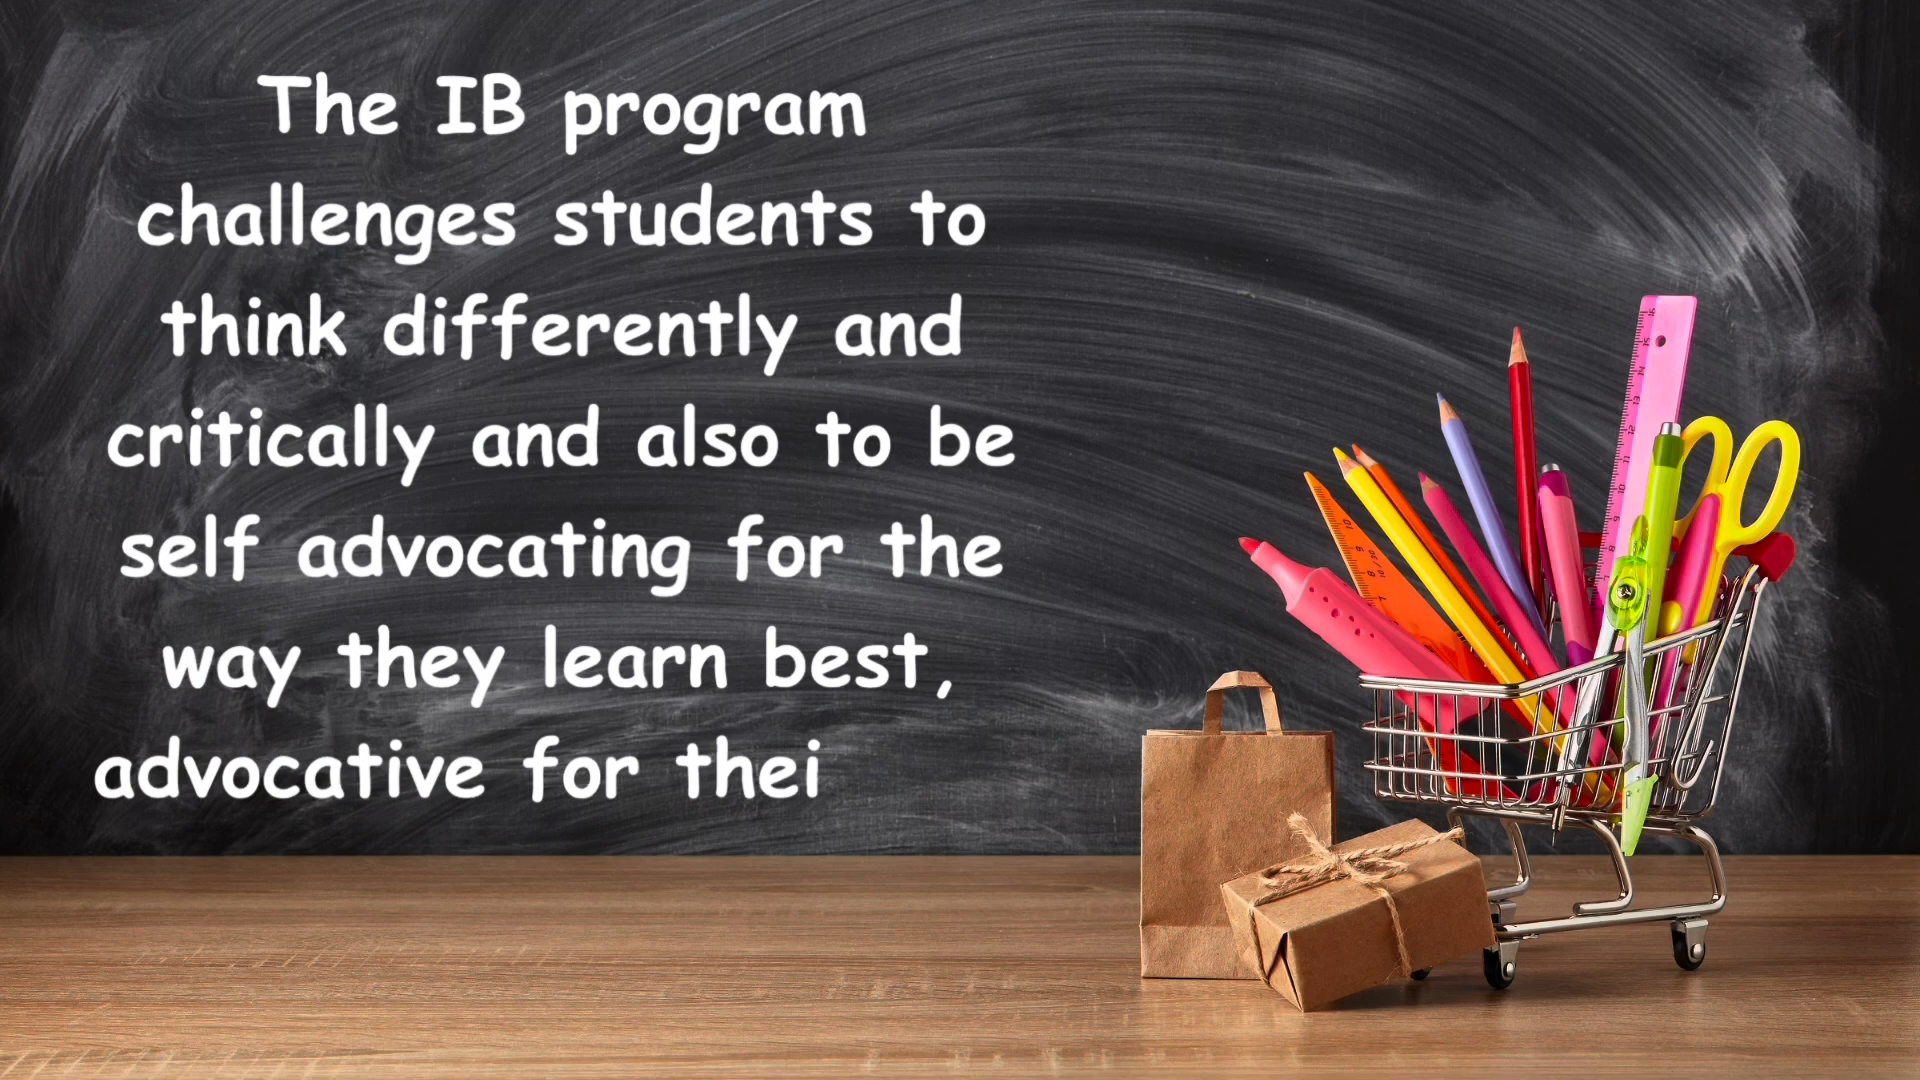 The IB program
challenges students to
think differently and
critically and also to be
self advocating for the
way they learn best,
advocative for thei